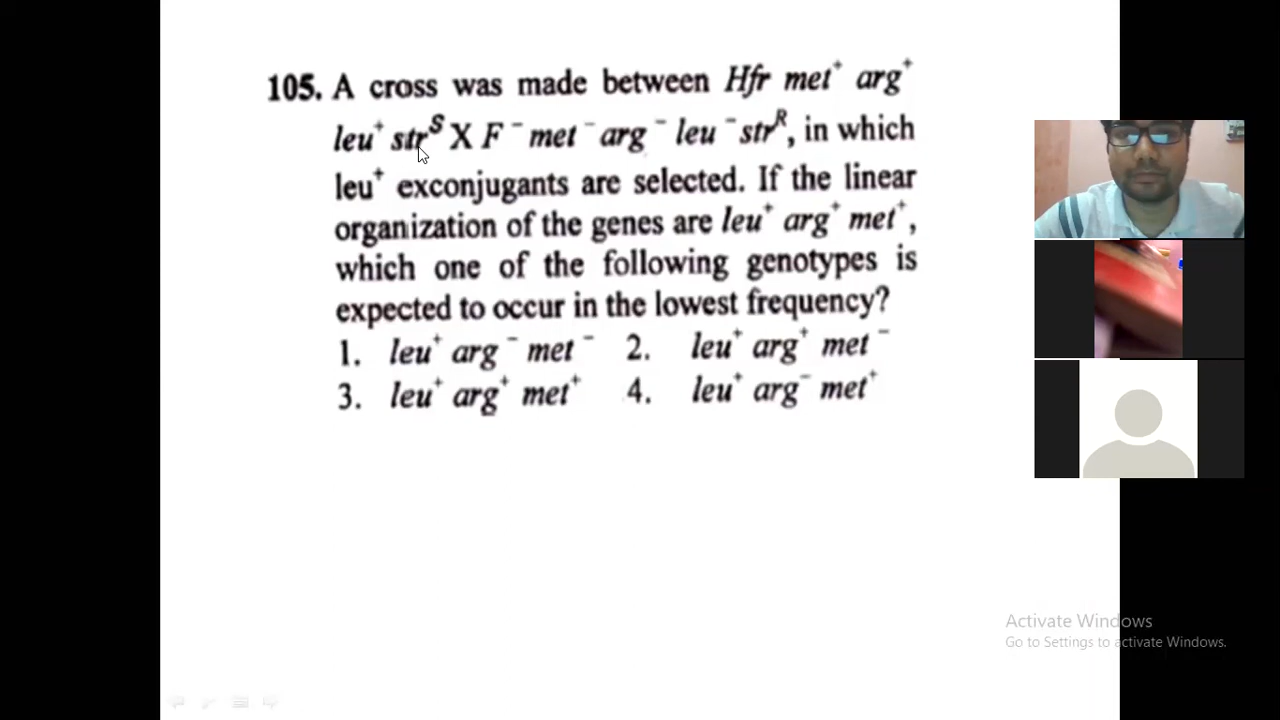 105. A cross was made between Hfr met⁺ arg⁺
leu⁺ strˢ X F⁻ met⁻ arg⁻ leu⁻ strᴿ, in which
leu⁺ exconjugants are selected. If the linear
organization of the genes are leu⁺ arg⁺ met⁺,
which one of the following genotypes is
expected to occur in the lowest frequency?
1. leu⁺ arg⁻ met⁻ 2. leu⁺ arg⁺ met⁻
3. leu⁺ arg⁺ met⁺ 4. leu⁺ arg⁻ met⁺
Activate Windows
Go to Settings to activate Windows.